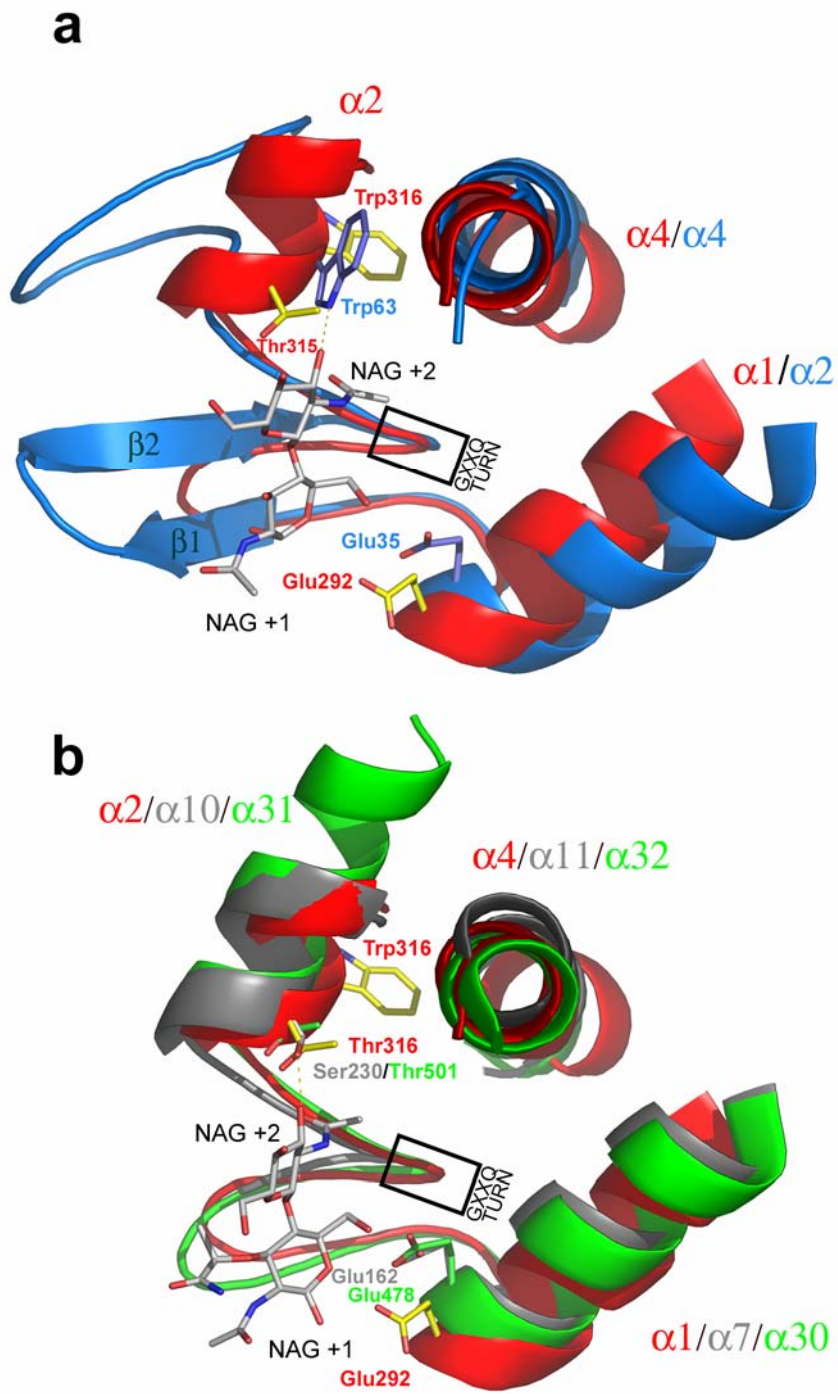 a
α2
Trp316
α4/α4
Trp63
Thr315
NAG +2
α1/α2
β2
GXXQ
TURN
β1
Glu35
Glu292
NAG +1
b
α2/α10/α31
α4/α11/α32
Trp316
Thr316
Ser230/Thr501
NAG +2
GXXQ
TURN
Glu162
Glu478
α1/α7/α30
NAG +1
Glu292